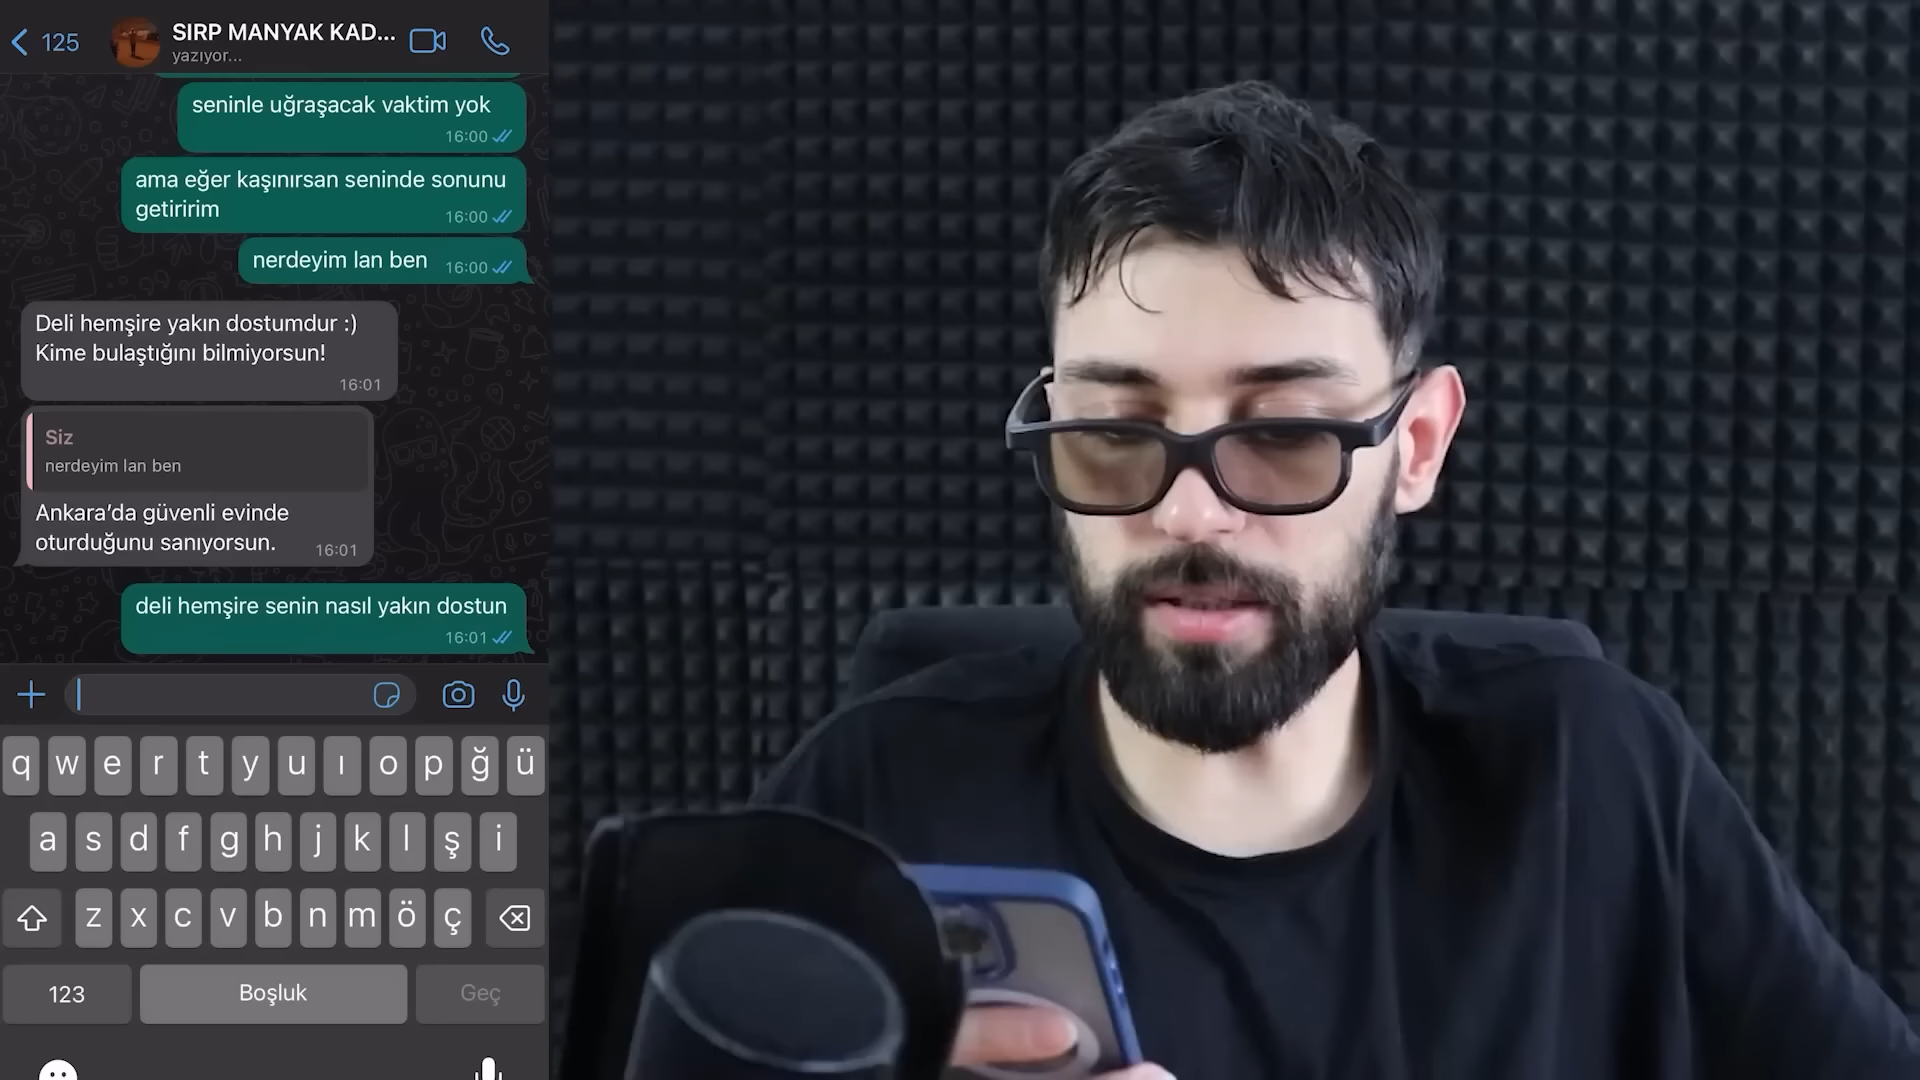 125
SIRP MANYAK KAD...
yazıyor...
seninle uğraşacak vaktim yok
16:00
ama eğer kaşınırsan seninde sonunu
getiririm
16:00
nerdeyim lan ben
16:00
Deli hemşire yakın dostumdur :)
Kime bulaştığını bilmiyorsun!
16:01
Siz
nerdeyim lan ben
Ankara’da güvenli evinde
oturduğunu sanıyorsun.
16:01
deli hemşire senin nasıl yakın dostun
16:01
q w e r t y u ı o p ğ ü
a s d f g h j k l ş i
z x c v b n m ö ç
123
Boşluk
Geç